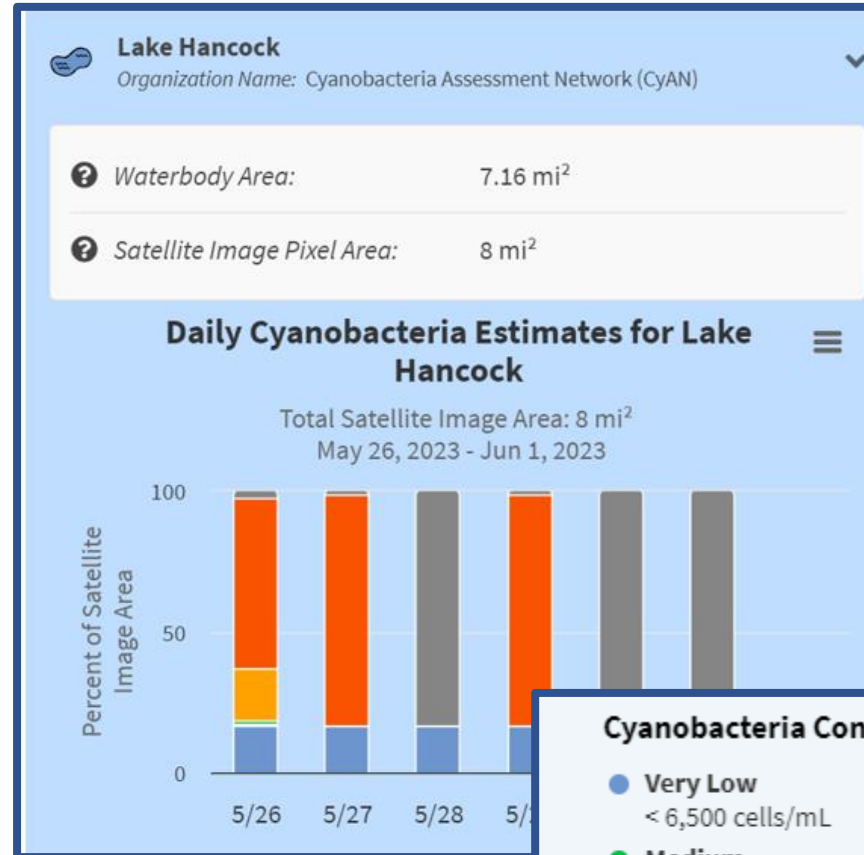 Lake Hancock
Organization Name: Cyanobacteria Assessment Network (CyAN)
Waterbody Area: 7.16 mi²
Satellite Image Pixel Area: 8 mi²
Daily Cyanobacteria Estimates for Lake
Hancock
Total Satellite Image Area: 8 mi²
May 26, 2023 - Jun 1, 2023
Percent of Satellite
Image Area
100
50
0
5/26 5/27 5/28 5/
Cyanobacteria Con
Very Low
< 6,500 cells/mL